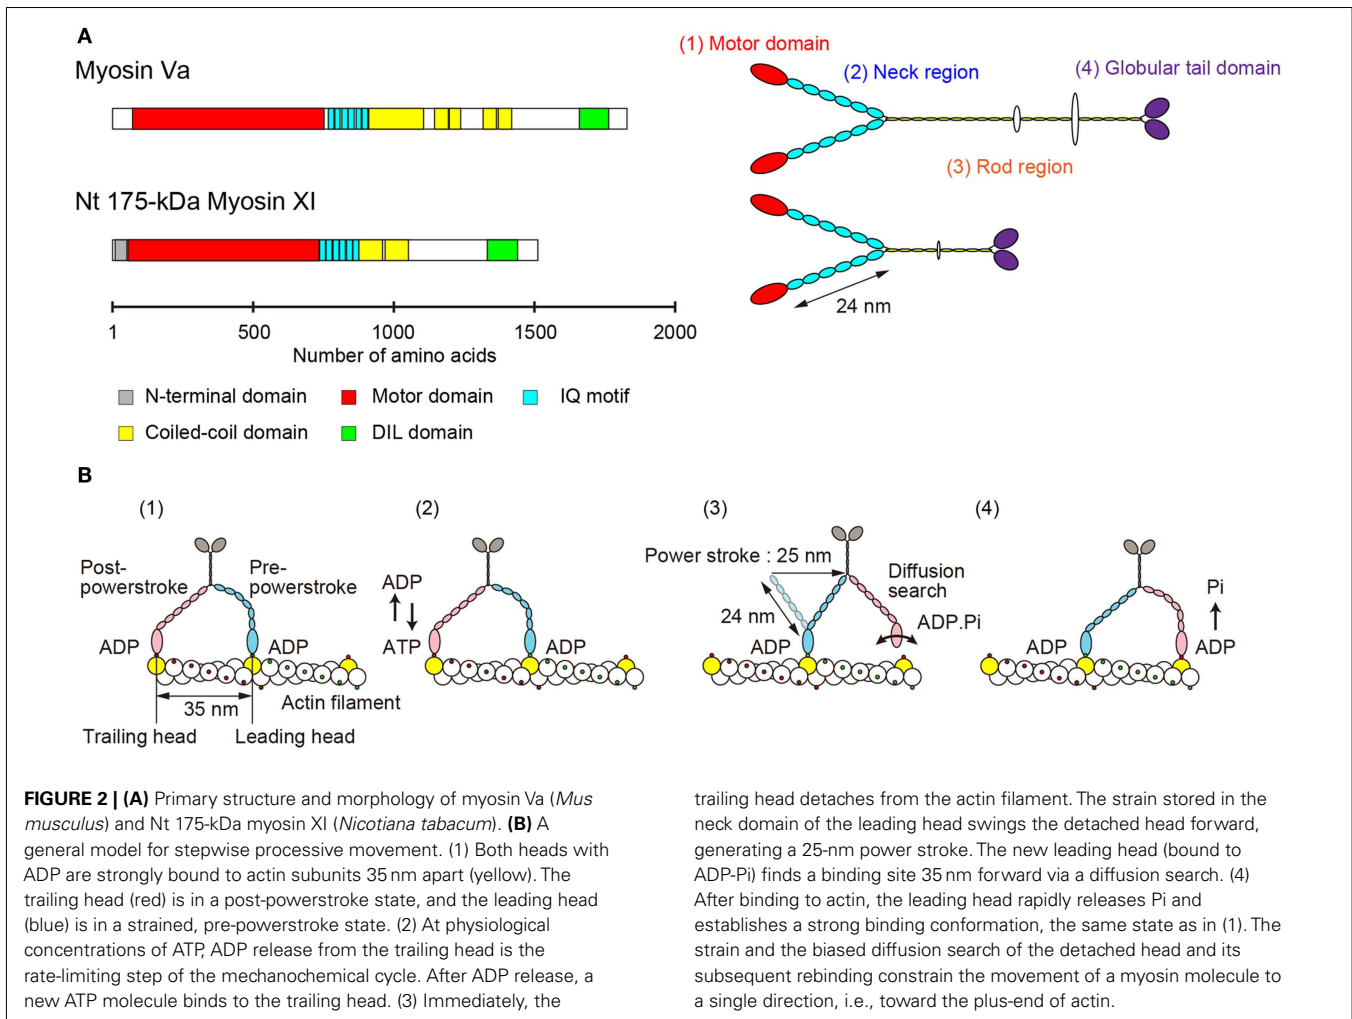 A
Myosin Va
(1) Motor domain
(2) Neck region
(4) Globular tail domain
(3) Rod region
Nt 175-kDa Myosin XI
24 nm
1 500 1000 1500 2000
Number of amino acids
N-terminal domain Motor domain IQ motif
Coiled-coil domain DIL domain
B
(1) (2) (3) (4)
Post-
powerstroke
Pre-
powerstroke
ADP
ADP
35 nm
Actin filament
Trailing head
Leading head
ADP
ATP
ADP
Power stroke : 25 nm
24 nm
Diffusion
search
ADP
ADP.Pi
Pi
ADP
ADP
FIGURE 2 | (A) Primary structure and morphology of myosin Va (Mus
musculus) and Nt 175-kDa myosin XI (Nicotiana tabacum). (B) A
general model for stepwise processive movement. (1) Both heads with
ADP are strongly bound to actin subunits 35 nm apart (yellow). The
trailing head (red) is in a post-powerstroke state, and the leading head
(blue) is in a strained, pre-powerstroke state. (2) At physiological
concentrations of ATP, ADP release from the trailing head is the
rate-limiting step of the mechanochemical cycle. After ADP release, a
new ATP molecule binds to the trailing head. (3) Immediately, the
trailing head detaches from the actin filament. The strain stored in the
neck domain of the leading head swings the detached head forward,
generating a 25-nm power stroke. The new leading head (bound to
ADP-Pi) finds a binding site 35 nm forward via a diffusion search. (4)
After binding to actin, the leading head rapidly releases Pi and
establishes a strong binding conformation, the same state as in (1). The
strain and the biased diffusion search of the detached head and its
subsequent rebinding constrain the movement of a myosin molecule to
a single direction, i.e., toward the plus-end of actin.